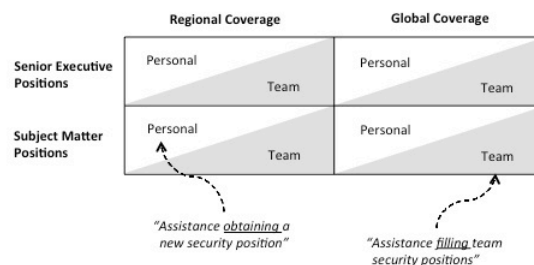 Regional Coverage
Global Coverage
Senior Executive
Positions
Personal
Team
Personal
Team
Subject Matter
Positions
Personal
Team
Personal
Team
"Assistance obtaining a
new security position"
"Assistance filling team
security positions"